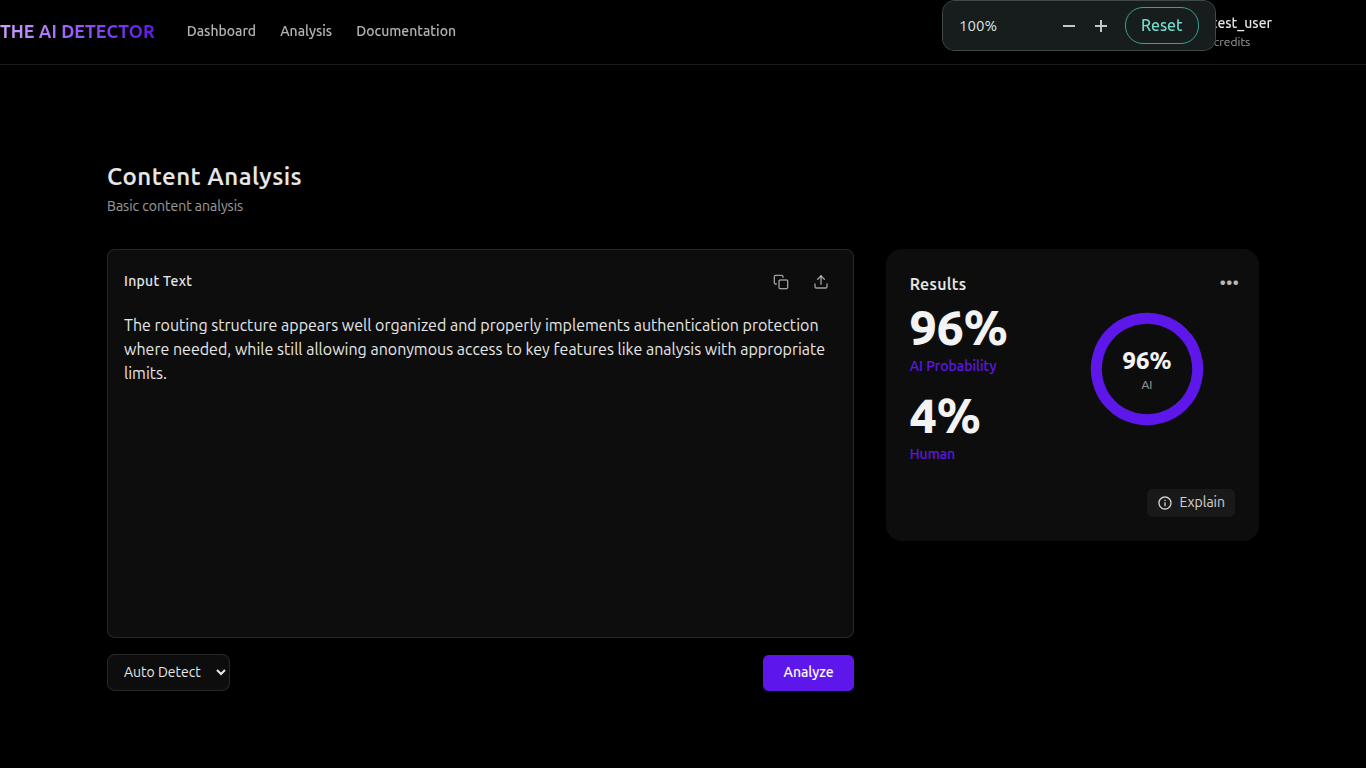 THE AI DETECTOR
Dashboard
Analysis
Documentation
100%
Reset
test_user
credits
Content Analysis
Basic content analysis
Input Text
The routing structure appears well organized and properly implements authentication protection
where needed, while still allowing anonymous access to key features like analysis with appropriate
limits.
Auto Detect
Analyze
Results
96%
AI Probability
4%
Human
96%
AI
Explain